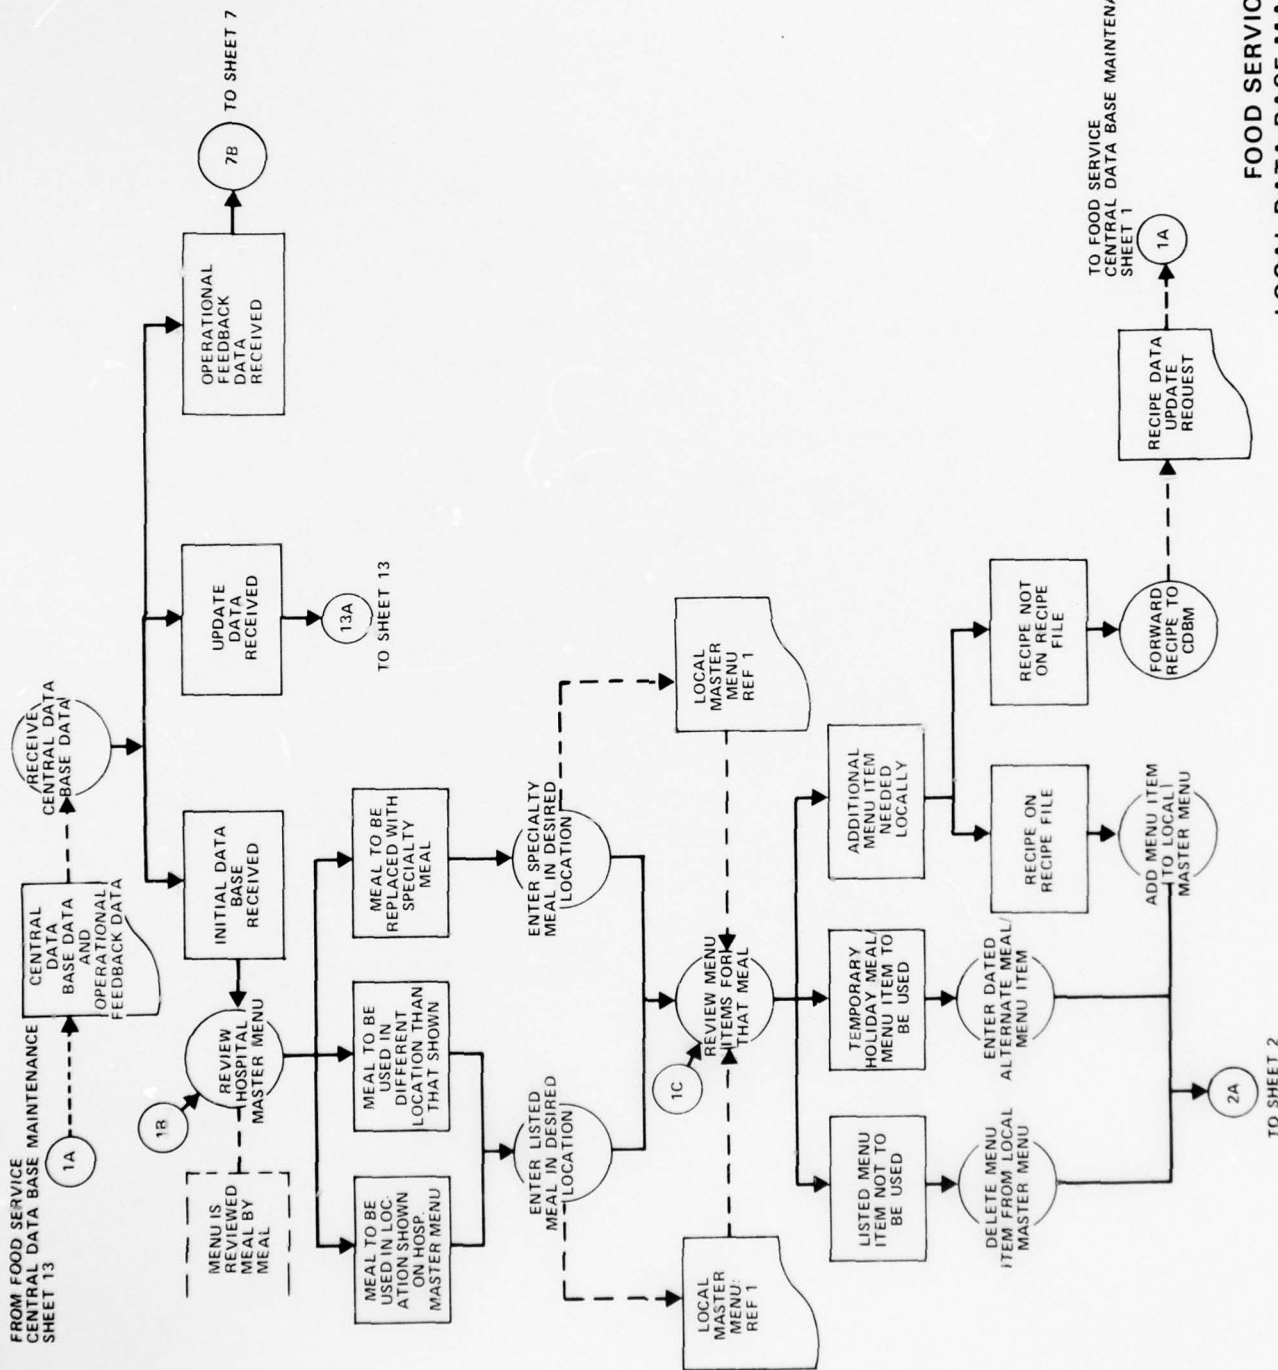 FROM FOOD SERVICE
CENTRAL DATA BASE MAINTENANCE
SHEET 13
1A
CENTRAL
DATA
BASE DATA
AND
OPERATIONAL
FEEDBACK DATA
RECEIVE
CENTRAL DATA
BASE DATA
INITIAL DATA
BASE
RECEIVED
UPDATE
DATA
RECEIVED
13A
TO SHEET 13
OPERATIONAL
FEEDBACK
DATA
RECEIVED
7B
TO SHEET 7
1B
REVIEW
HOSPITAL
MASTER MENU
MENU IS
REVIEWED
MEAL BY
MEAL
MEAL TO BE
USED IN LOC-
ATION SHOWN
ON HOSP.
MASTER MENU
MEAL TO BE
USED IN
DIFFERENT
LOCATION THAN
THAT SHOWN
MEAL TO BE
REPLACED WITH
SPECIALTY
MEAL
ENTER LISTED
MEAL IN DESIRED
LOCATION
ENTER SPECIALTY
MEAL IN DESIRED
LOCATION
LOCAL
MASTER
MENU:
REF 1
1C
REVIEW MENU
ITEMS FOR
THAT MEAL
LOCAL
MASTER
MENU
REF 1
LISTED MENU
ITEM NOT TO
BE USED
TEMPORARY
HOLIDAY MEAL/
MENU ITEM TO
BE USED
ADDITIONAL
MENU ITEM
NEEDED
LOCALLY
DELETE MENU
ITEM FROM LOCAL
MASTER MENU
ENTER DATED
ALTERNATE MEAL/
MENU ITEM
RECIPE ON
RECIPE FILE
RECIPE NOT
ON RECIPE
FILE
ADD MENU ITEM
TO LOCAL
MASTER MENU
FORWARD
RECIPE TO
CDBM
RECIPE DATA
UPDATE
REQUEST
1A
TO FOOD SERVICE
CENTRAL DATA BASE MAINTENA
SHEET 1
2A
TO SHEET 2
FOOD SERVIC
LOCAL DATA BASE MA